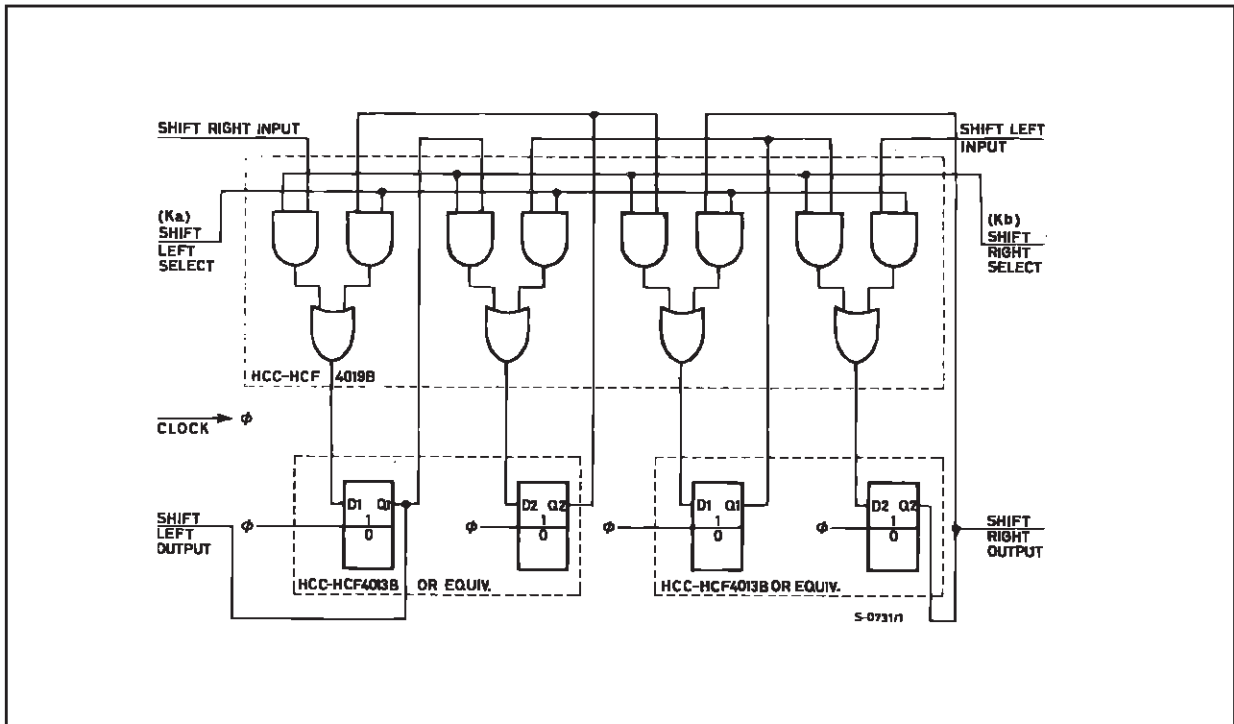 SHIFT RIGHT INPUT
SHIFT LEFT
INPUT
(Ka)
SHIFT
LEFT
SELECT
(Kb)
SHIFT
RIGHT
SELECT
HCC-HCF 4019B
CLOCK
ϕ
D1 Q1
1
0
D2 Q2
1
0
D1 Q1
1
0
D2 Q2
1
0
SHIFT
LEFT
OUTPUT
ϕ
ϕ
ϕ
ϕ
SHIFT
RIGHT
OUTPUT
HCC-HCF4013B OR EQUIV.
HCC-HCF4013B OR EQUIV.
S-0731/1